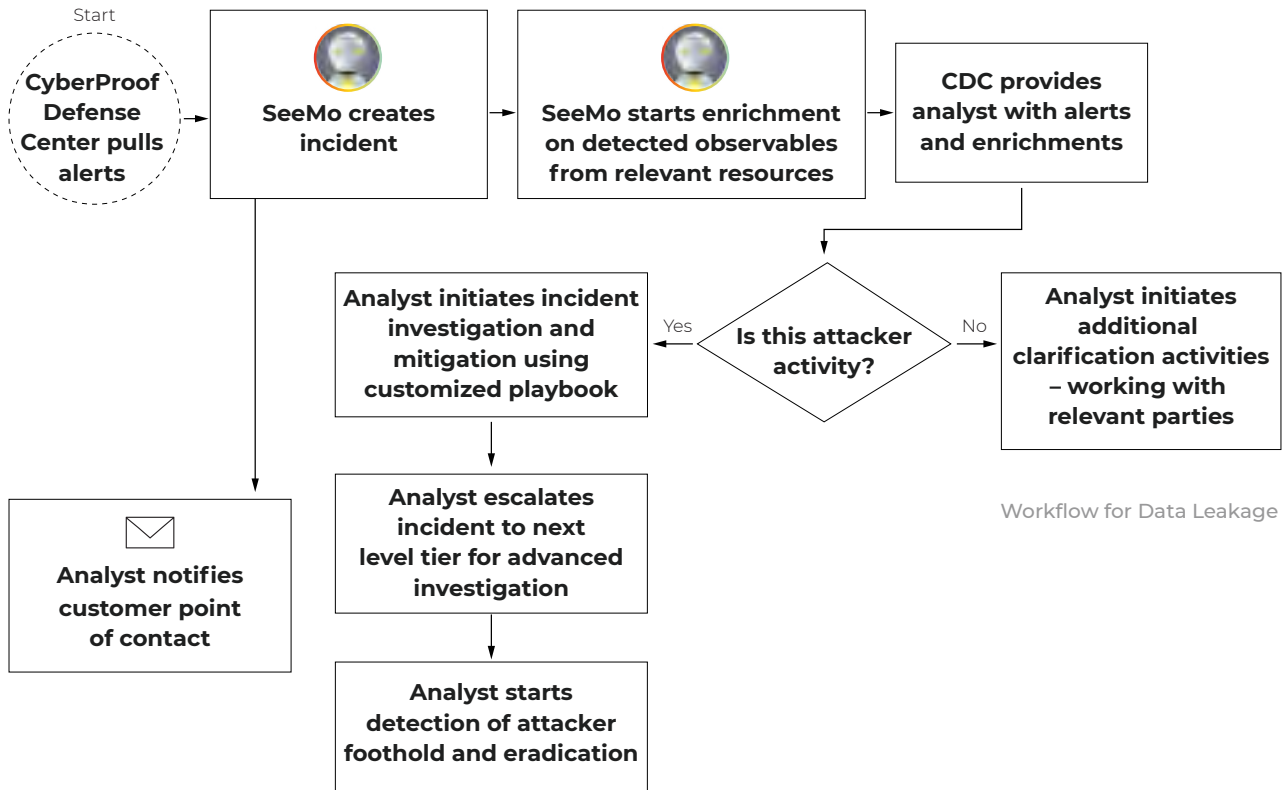 Start
CyberProof
Defense
Center pulls
alerts
SeeMo creates
incident
SeeMo starts enrichment
on detected observables
from relevant resources
CDC provides
analyst with alerts
and enrichments
Is this attacker
activity?
Yes
No
Analyst initiates incident
investigation and
mitigation using
customized playbook
Analyst initiates
additional
clarification activities
– working with
relevant parties
Analyst escalates
incident to next
level tier for advanced
investigation
Analyst notifies
customer point
of contact
Workflow for Data Leakage
Analyst starts
detection of attacker
foothold and eradication